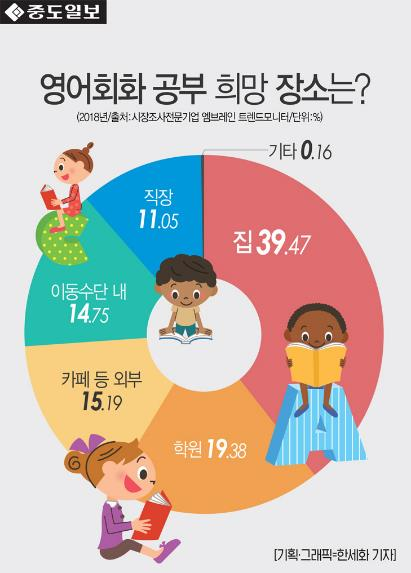 중도일보
영어회화 공부 희망 장소는?
(2018년/출처:시장조사전문기업 엠브레인 트렌드모니터/단위:%)
기타 0.16
직장
11.05
집 39.47
이동수단 내
14.75
카페 등 외부
15.19
학원 19.38
[기획·그래픽=한세화 기자]